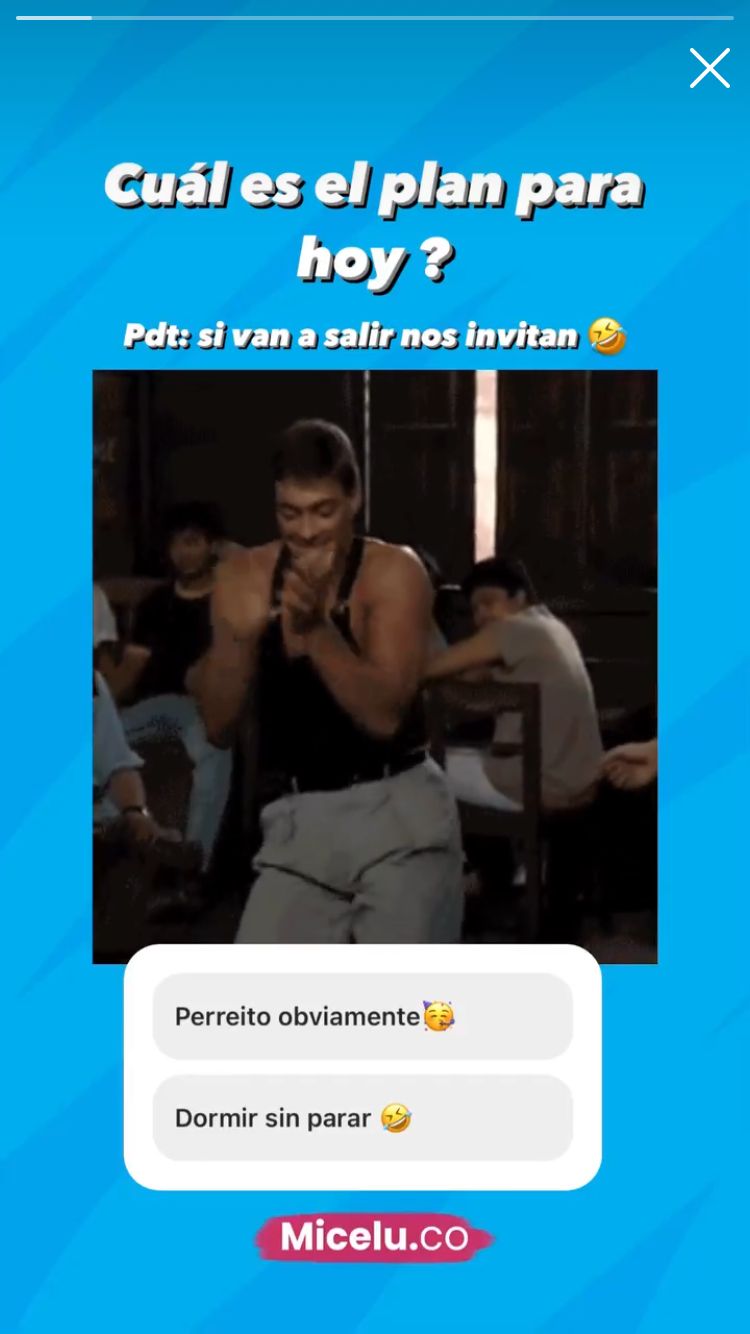 Cuál es el plan para
hoy ?
Pdt: si van a salir nos invitan 🤣
Perreito obviamente🥳
Dormir sin parar 🤣
Micelu.co